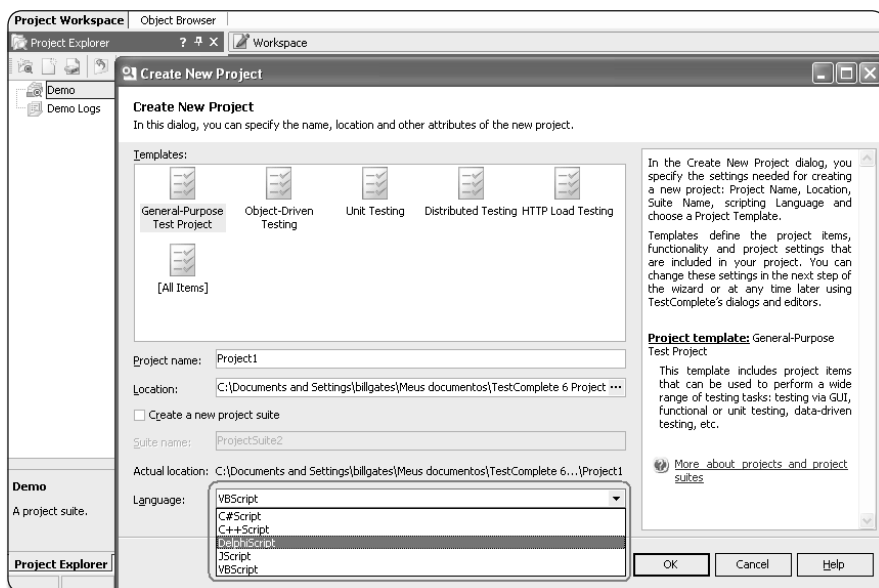 Project Workspace Object Browser
Project Explorer ? X Workspace
Demo
Demo Logs
Create New Project
Create New Project
In this dialog, you can specify the name, location and other attributes of the new project.
Templates:
General-Purpose
Test Project
Object-Driven
Testing
Unit Testing
Distributed Testing
HTTP Load Testing
[All Items]
Project name: Project1
Location: C:\Documents and Settings\billgates\Meus documentos\TestComplete 6 Project ...
Create a new project suite
Suite name: ProjectSuite2
Actual location: C:\Documents and Settings\billgates\Meus documentos\TestComplete 6...\Project1
Language: VBScript
C#Script
C++Script
DelphiScript
JScript
VBScript
In the Create New Project dialog, you
specify the settings needed for creating
a new project: Project Name, Location,
Suite Name, scripting Language and
choose a Project Template.
Templates define the project items,
functionality and project settings that
are included in your project. You can
change these settings in the next step of
the wizard or at any time later using
TestComplete's dialogs and editors.
Project template: General-Purpose
Test Project
This template includes project items
that can be used to perform a wide
range of testing tasks: testing via GUI,
functional or unit testing, data-driven
testing, etc.
More about projects and project
suites
Demo
A project suite.
Project Explorer
OK Cancel Help